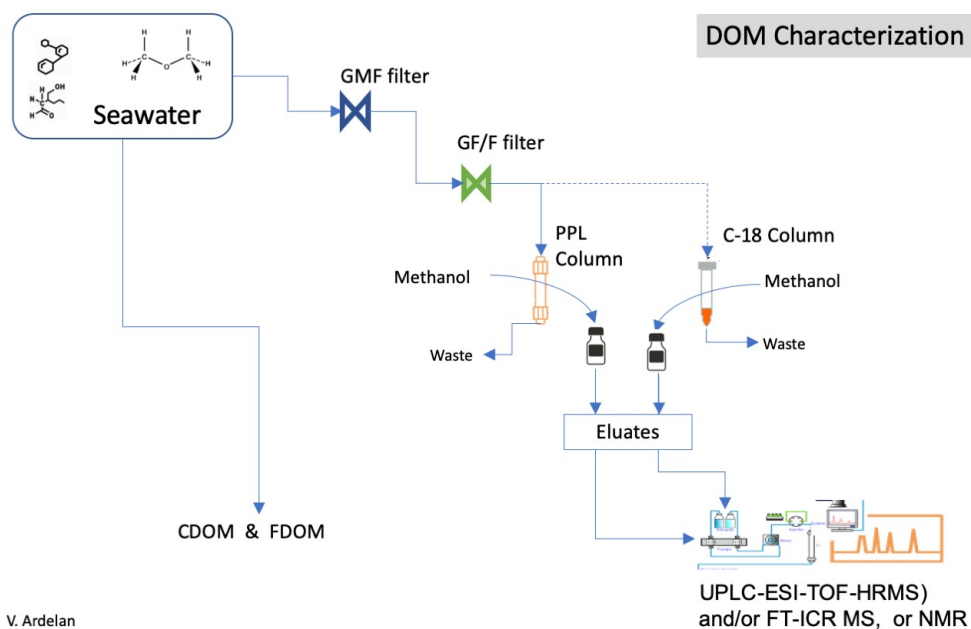 DOM Characterization
H
H
H
H
O
H
H
H
OH
H
N
O
H
Seawater
GMF filter
GF/F filter
PPL
Column
C-18 Column
Methanol
Methanol
Waste
Waste
Eluates
CDOM & FDOM
UPLC-ESI-TOF-HRMS)
and/or FT-ICR MS, or NMR
V. Ardelan